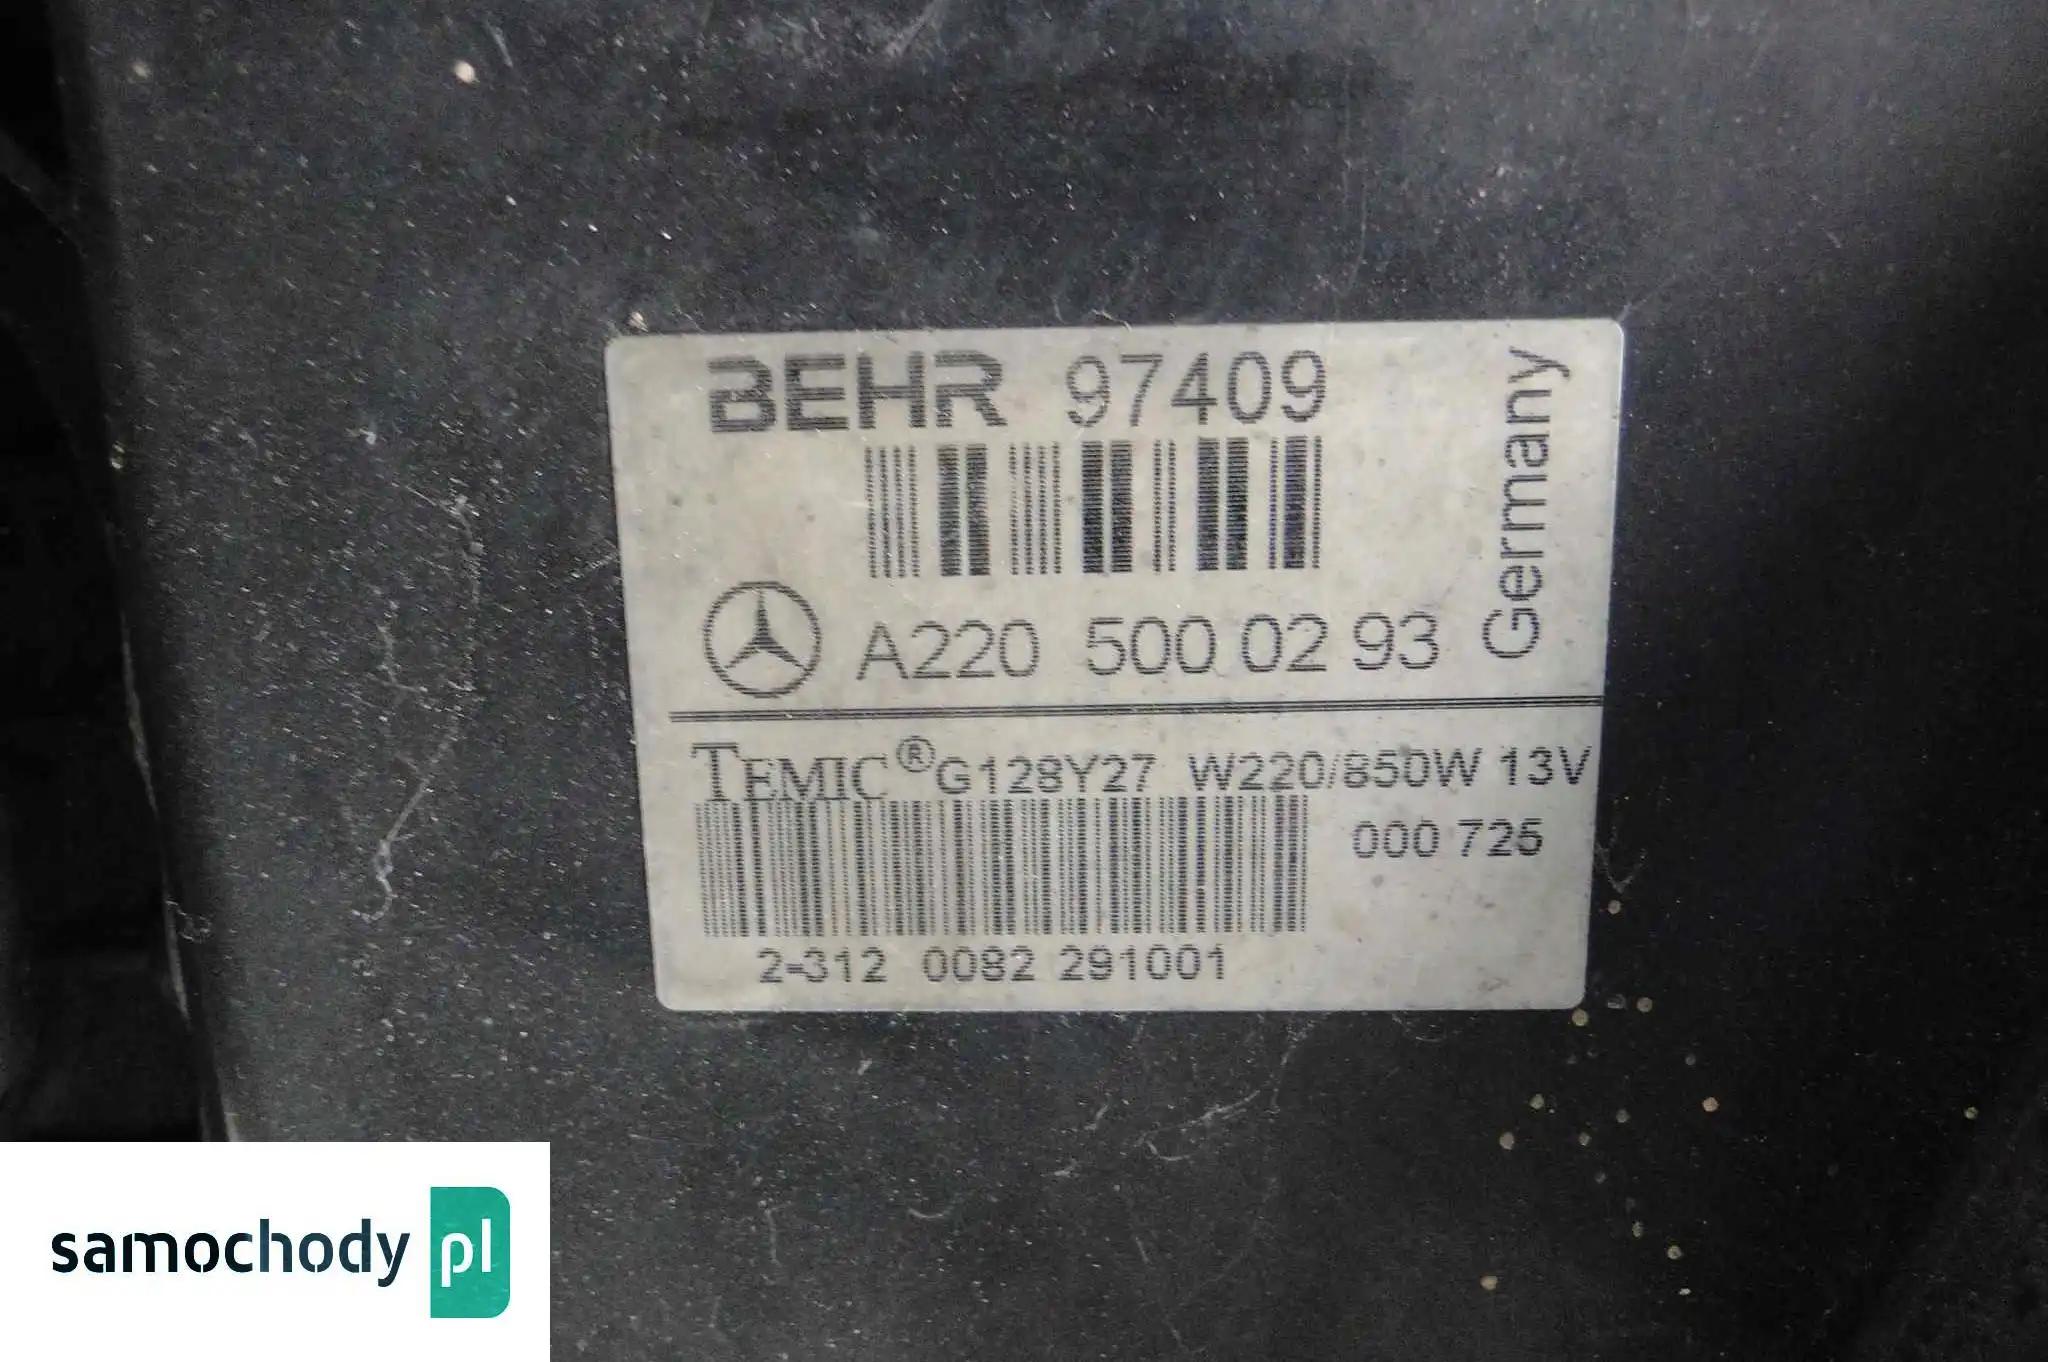 BEHR 97409
Germany
A220 500 02 93
TEMIC® G128Y27 W220/850W 13V
000 725
2-312 0082 291001
samochody pl